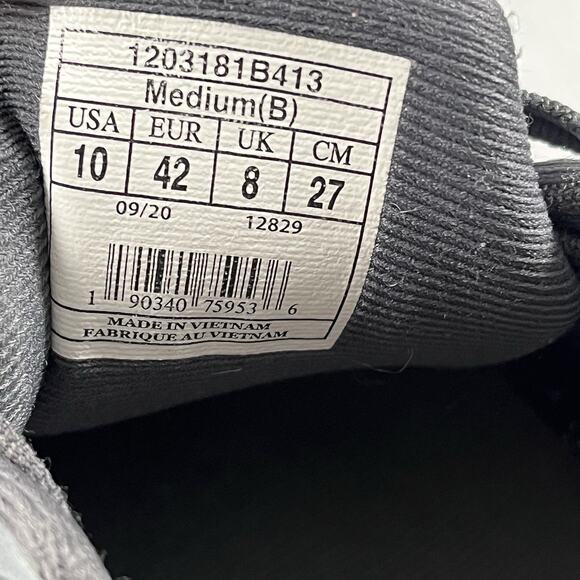 1203181B413
Medium(B)
USA EUR UK CM
10 42 8 27
09/20 12829
1 90340 75953 6
MADE IN VIETNAM
FABRIQUE AU VIETNAM